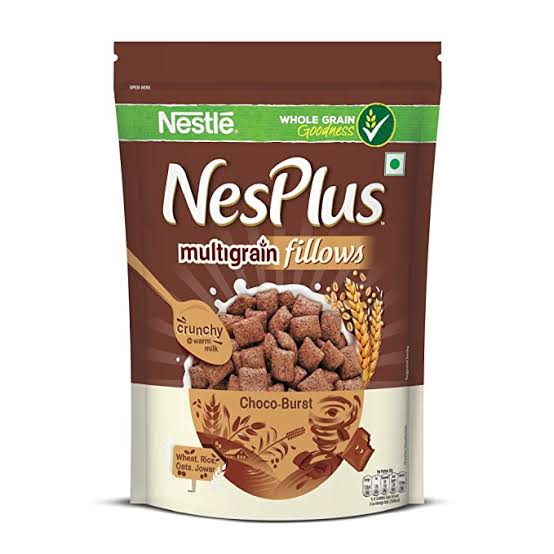 OPEN HERE
Nestlé
WHOLE GRAIN
Goodness
NesPlus
multigrain fillows
crunchy
in warm
milk
Choco-Burst
Wheat, Rice
Oats, Jowar